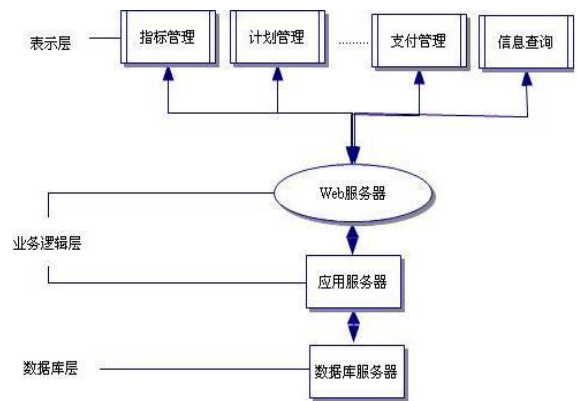 表示层
指标管理
计划管理
.........
支付管理
信息查询
Web服务器
业务逻辑层
应用服务器
数据库层
数据库服务器